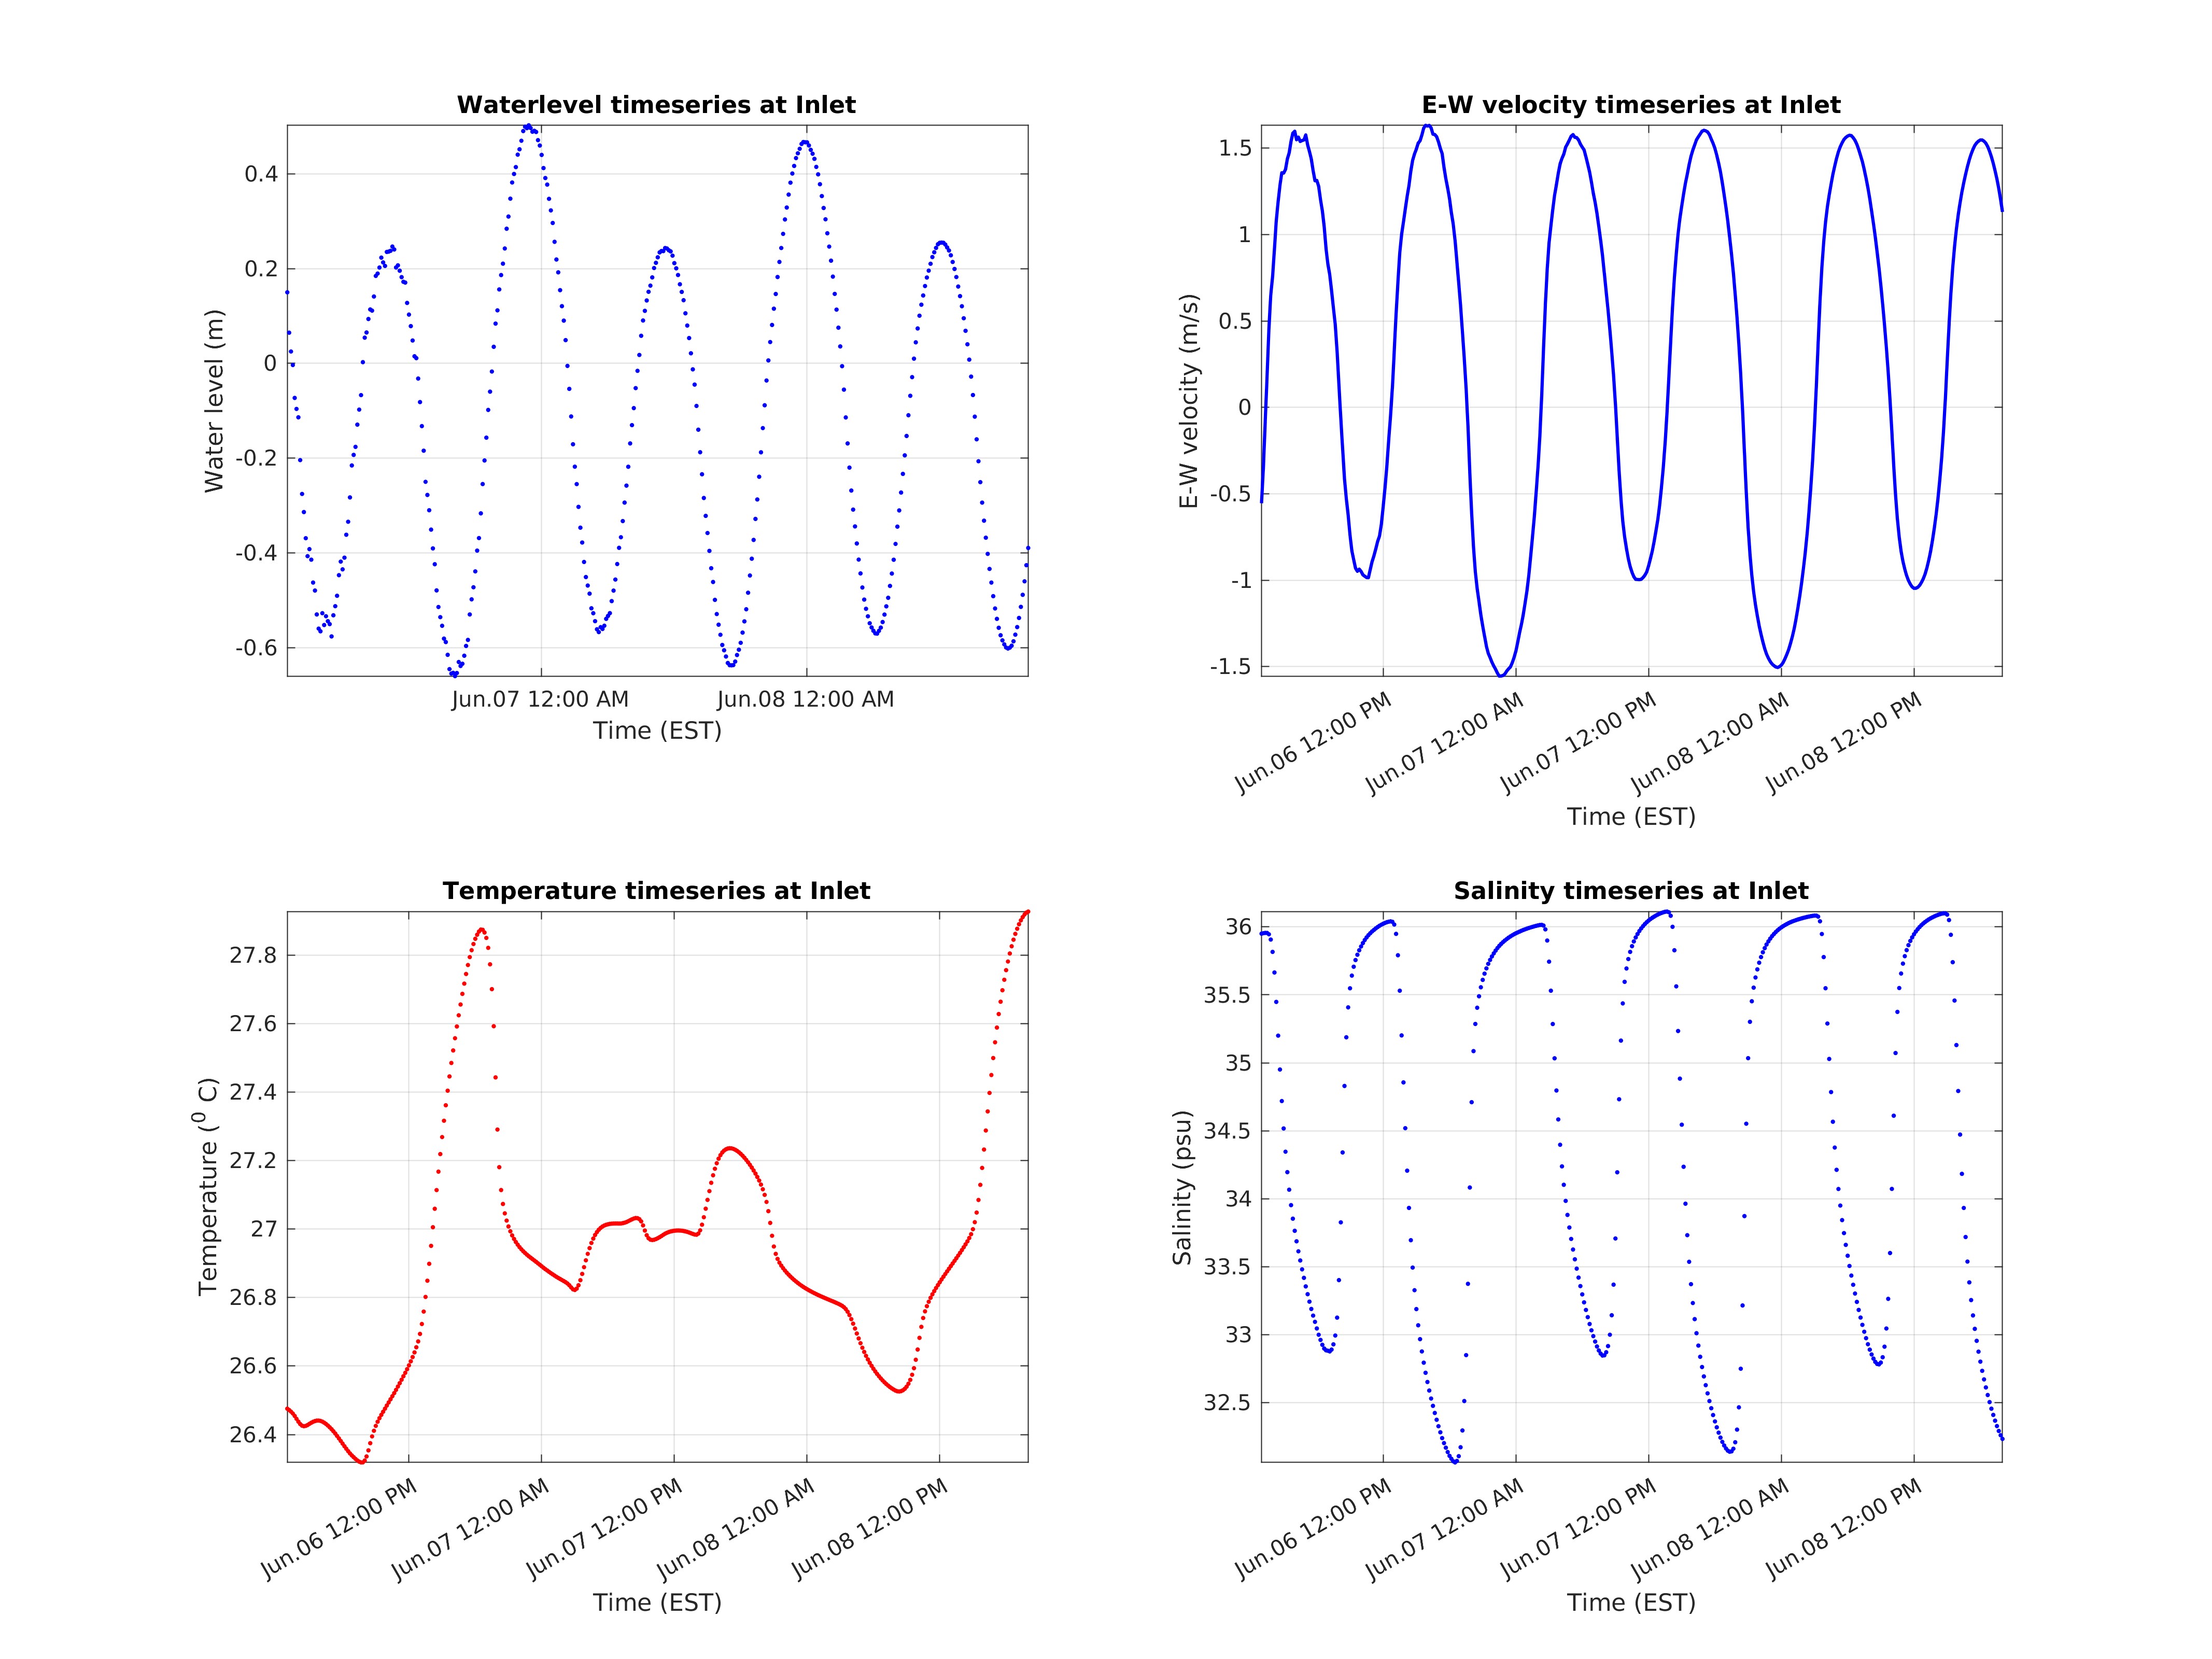 Waterlevel timeseries at Inlet
0.4
0.2
0
-0.2
-0.4
-0.6
Water level (m)
Jun.07 12:00 AM
Jun.08 12:00 AM
Time (EST)
E-W velocity timeseries at Inlet
1.5
1
0.5
0
-0.5
-1
-1.5
E-W velocity (m/s)
Jun.06 12:00 PM
Jun.07 12:00 AM
Jun.07 12:00 PM
Jun.08 12:00 AM
Jun.08 12:00 PM
Time (EST)
Temperature timeseries at Inlet
27.8
27.6
27.4
27.2
27
26.8
26.6
26.4
Temperature (⁰ C)
Jun.06 12:00 PM
Jun.07 12:00 AM
Jun.07 12:00 PM
Jun.08 12:00 AM
Jun.08 12:00 PM
Time (EST)
Salinity timeseries at Inlet
36
35.5
35
34.5
34
33.5
33
32.5
Salinity (psu)
Jun.06 12:00 PM
Jun.07 12:00 AM
Jun.07 12:00 PM
Jun.08 12:00 AM
Jun.08 12:00 PM
Time (EST)